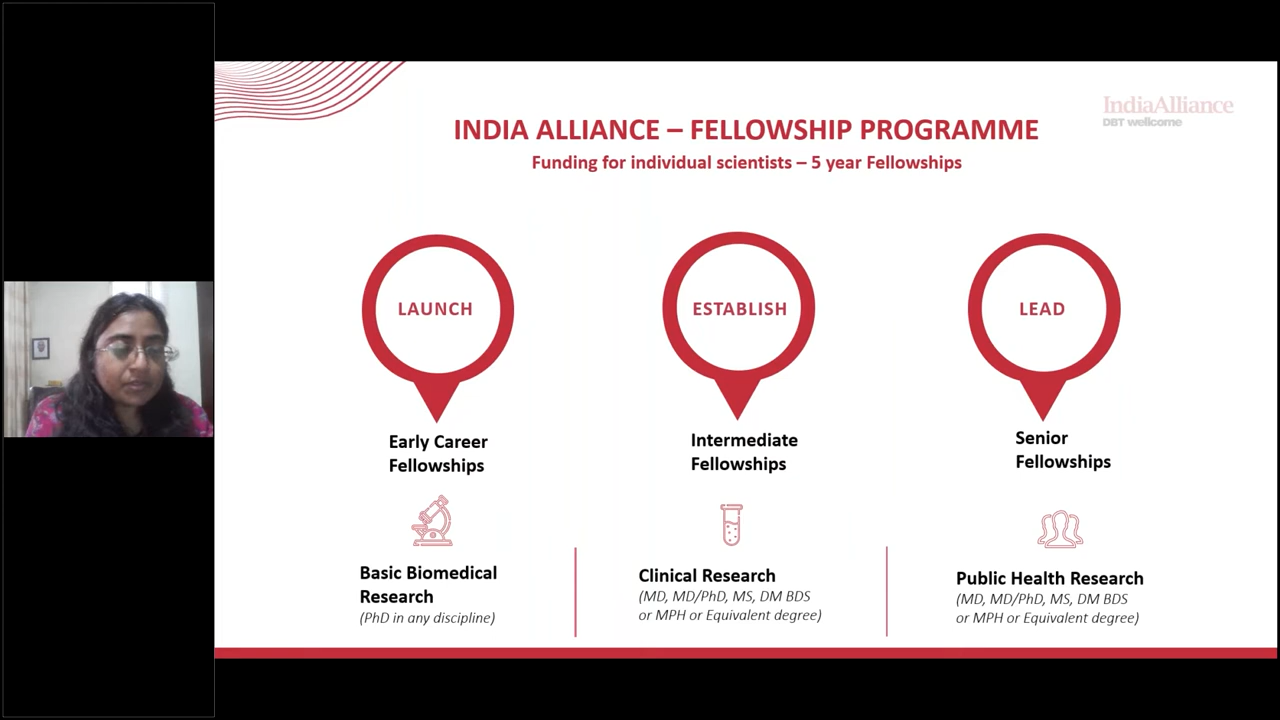 IndiaAlliance
DBT wellcome
INDIA ALLIANCE – FELLOWSHIP PROGRAMME
Funding for individual scientists – 5 year Fellowships
LAUNCH
ESTABLISH
LEAD
Early Career
Fellowships
Intermediate
Fellowships
Senior
Fellowships
Basic Biomedical
Research
(PhD in any discipline)
Clinical Research
(MD, MD/PhD, MS, DM BDS
or MPH or Equivalent degree)
Public Health Research
(MD, MD/PhD, MS, DM BDS
or MPH or Equivalent degree)